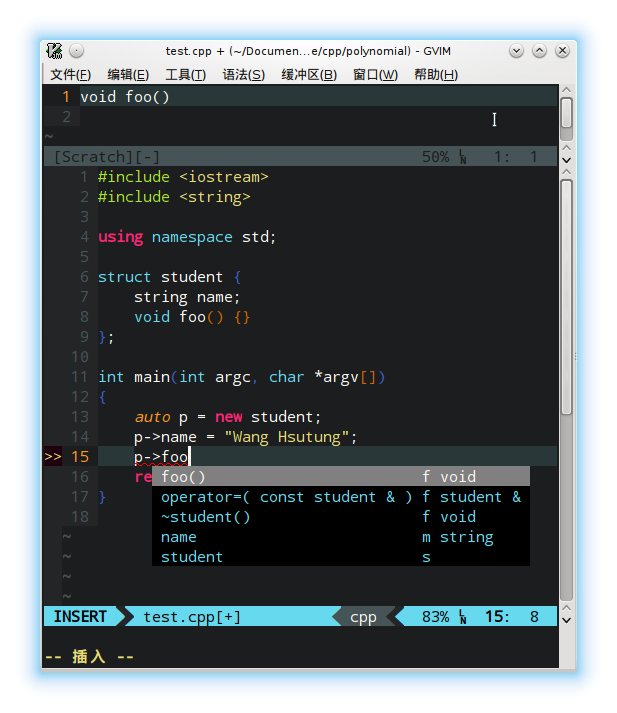 test.cpp + (~/Documen...e/cpp/polynomial) - GVIM
文件(F) 编辑(E) 工具(T) 语法(S) 缓冲区(B) 窗口(W) 帮助(H)
1 void foo()
2
~
[Scratch][-] 50% LN 1: 1
1 #include <iostream>
2 #include <string>
3
4 using namespace std;
5
6 struct student {
7 string name;
8 void foo() {}
9 };
10
11 int main(int argc, char *argv[])
12 {
13 auto p = new student;
14 p->name = "Wang Hsutung";
>> 15 p->foo
16 re foo() f void
17 } operator=( const student & ) f student &
18 ~student() f void
~ name m string
~ student s
~
~
INSERT test.cpp[+] cpp 83% LN 15: 8
-- 插入 --